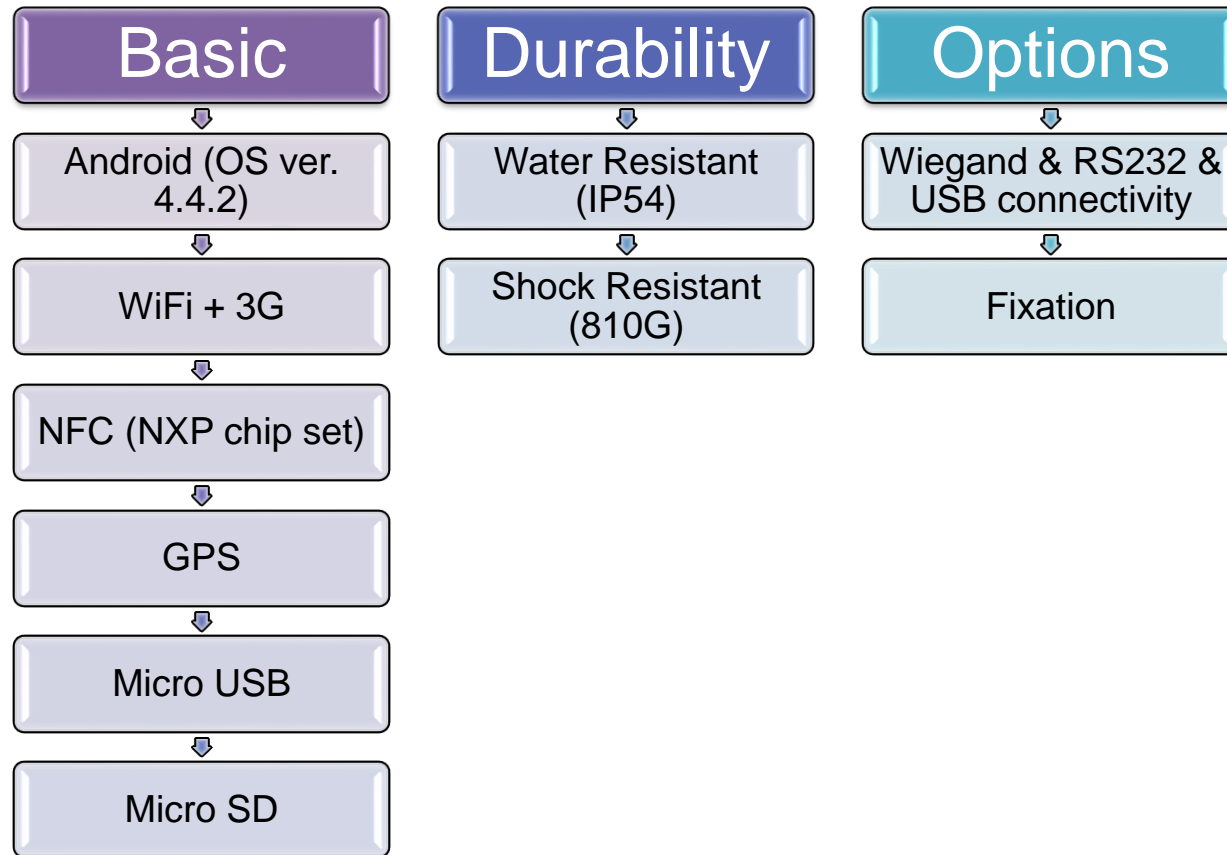 Basic
Android (OS ver.
4.4.2)
WiFi + 3G
NFC (NXP chip set)
GPS
Micro USB
Micro SD
Durability
Water Resistant
(IP54)
Shock Resistant
(810G)
Options
Wiegand & RS232 &
USB connectivity
Fixation